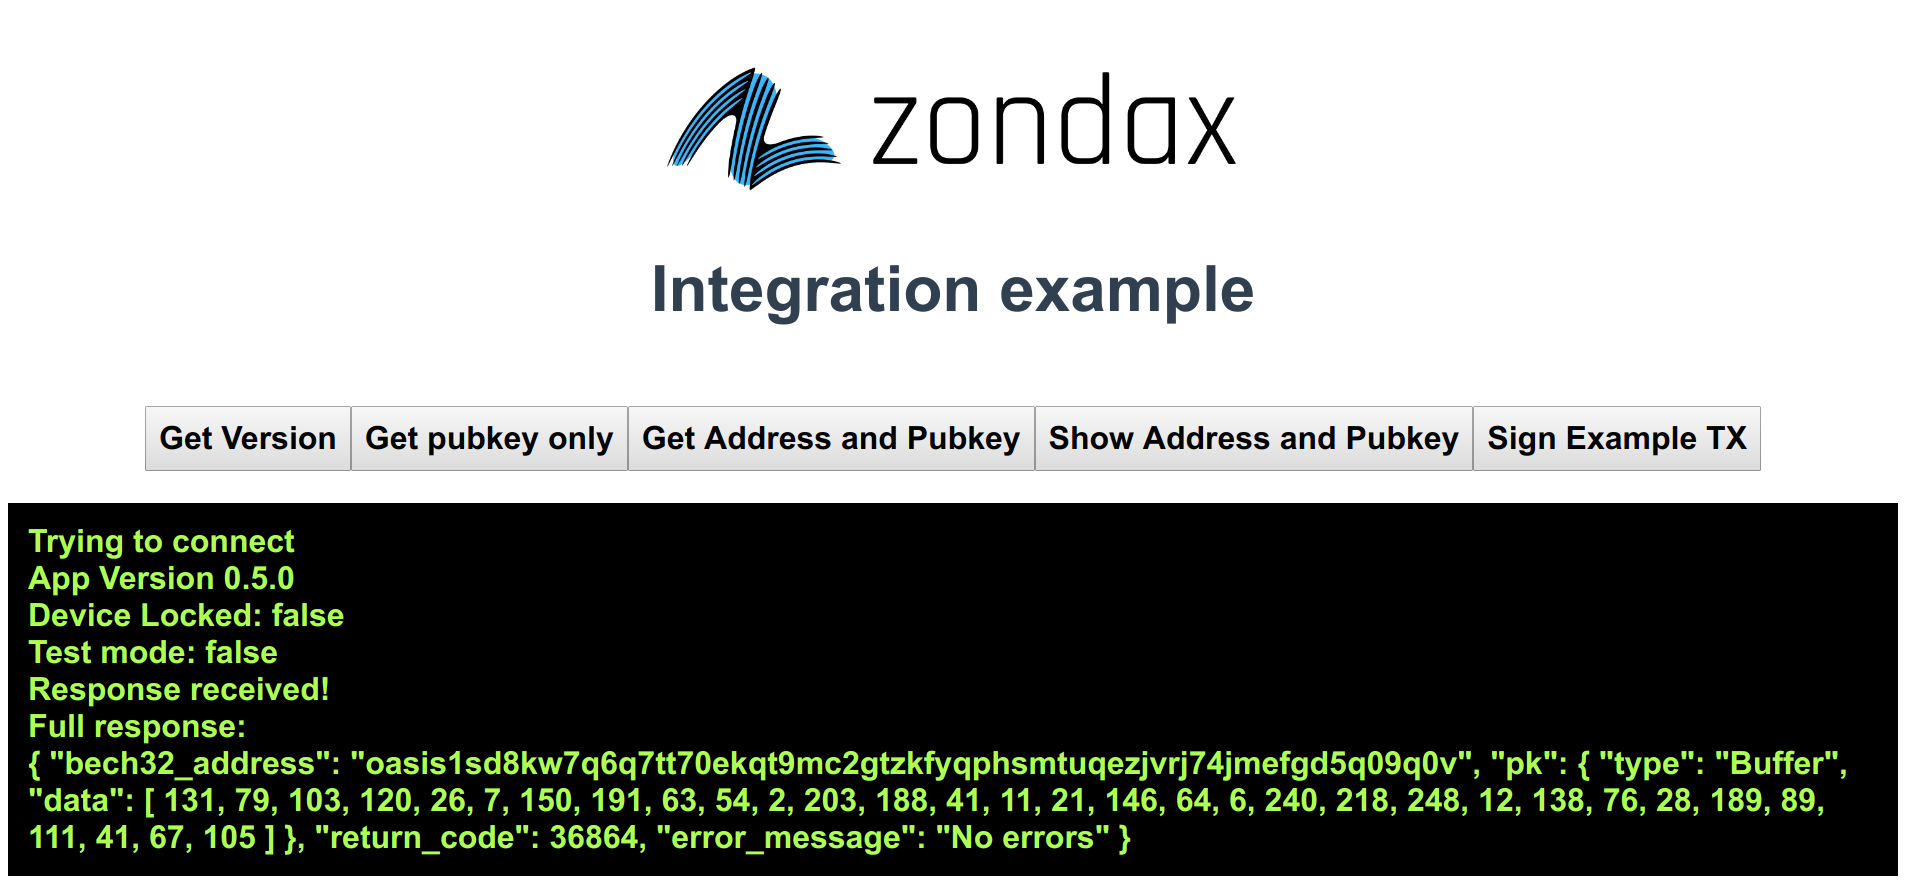 zondax
Integration example
Get Version Get pubkey only Get Address and Pubkey Show Address and Pubkey Sign Example TX
Trying to connect
App Version 0.5.0
Device Locked: false
Test mode: false
Response received!
Full response:
{ "bech32_address": "oasis1sd8kw7q6q7tt70ekqt9mc2gtzkfyqphsmtuqezjvrj74jmefgd5q09q0v", "pk": { "type": "Buffer",
"data": [ 131, 79, 103, 120, 26, 7, 150, 191, 63, 54, 2, 203, 188, 41, 11, 21, 146, 64, 6, 240, 218, 248, 12, 138, 76, 28, 189, 89,
111, 41, 67, 105 ] }, "return_code": 36864, "error_message": "No errors" }